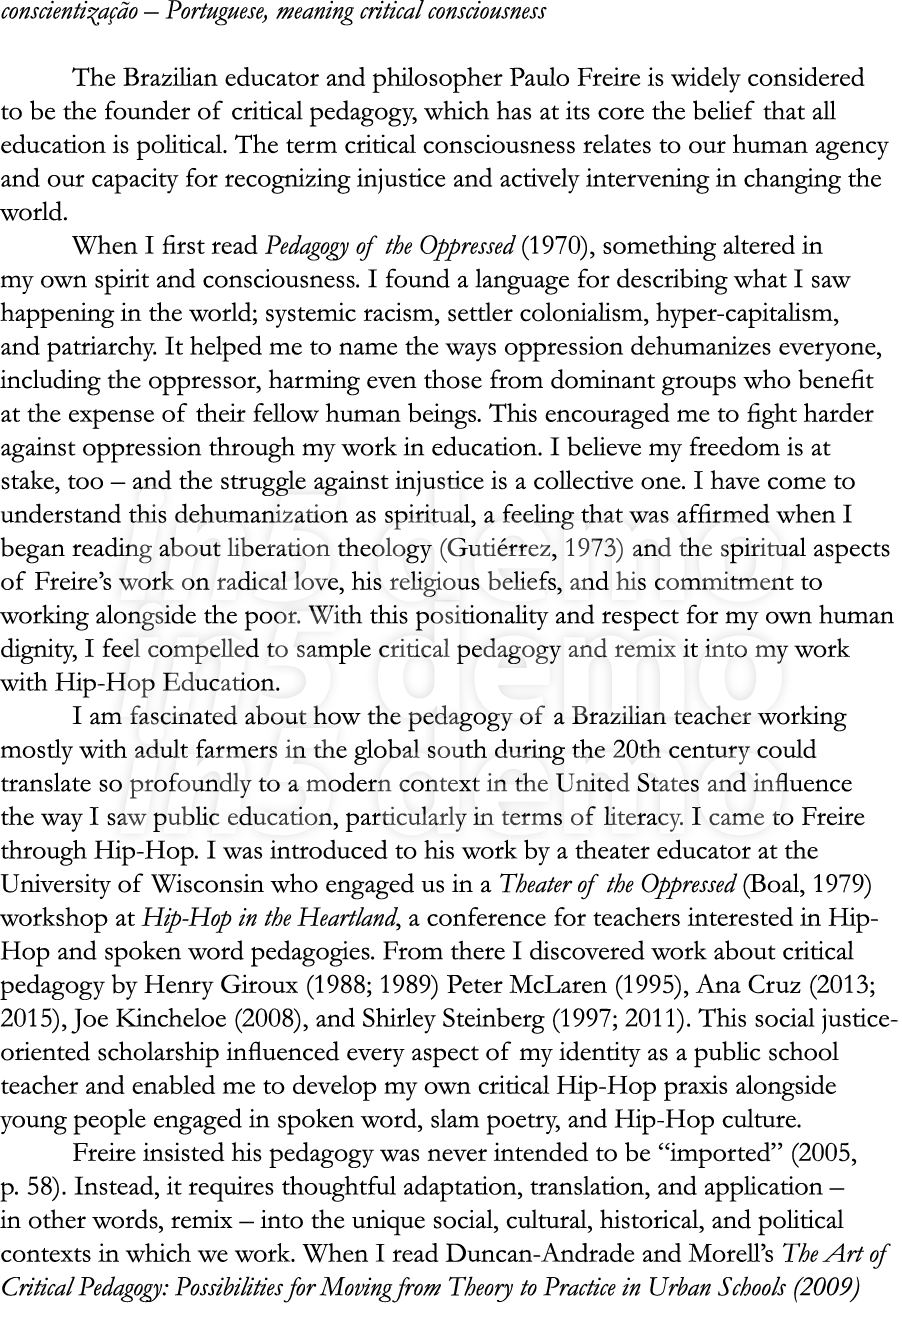 conscientização – Portuguese, meaning critical consciousness
The Brazilian educator and philosopher Paulo Freire is widely considered
to be the founder of critical pedagogy, which has at its core the belief that all
education is political. The term critical consciousness relates to our human agency
and our capacity for recognizing injustice and actively intervening in changing the
world.
When I first read Pedagogy of the Oppressed (1970), something altered in
my own spirit and consciousness. I found a language for describing what I saw
happening in the world; systemic racism, settler colonialism, hyper-capitalism,
and patriarchy. It helped me to name the ways oppression dehumanizes everyone,
including the oppressor, harming even those from dominant groups who benefit
at the expense of their fellow human beings. This encouraged me to fight harder
against oppression through my work in education. I believe my freedom is at
stake, too – and the struggle against injustice is a collective one. I have come to
understand this dehumanization as spiritual, a feeling that was affirmed when I
began reading about liberation theology (Gutiérrez, 1973) and the spiritual aspects
of Freire’s work on radical love, his religious beliefs, and his commitment to
working alongside the poor. With this positionality and respect for my own human
dignity, I feel compelled to sample critical pedagogy and remix it into my work
with Hip-Hop Education.
I am fascinated about how the pedagogy of a Brazilian teacher working
mostly with adult farmers in the global south during the 20th century could
translate so profoundly to a modern context in the United States and influence
the way I saw public education, particularly in terms of literacy. I came to Freire
through Hip-Hop. I was introduced to his work by a theater educator at the
University of Wisconsin who engaged us in a Theater of the Oppressed (Boal, 1979)
workshop at Hip-Hop in the Heartland, a conference for teachers interested in Hip-
Hop and spoken word pedagogies. From there I discovered work about critical
pedagogy by Henry Giroux (1988; 1989) Peter McLaren (1995), Ana Cruz (2013;
2015), Joe Kincheloe (2008), and Shirley Steinberg (1997; 2011). This social justice-
oriented scholarship influenced every aspect of my identity as a public school
teacher and enabled me to develop my own critical Hip-Hop praxis alongside
young people engaged in spoken word, slam poetry, and Hip-Hop culture.
Freire insisted his pedagogy was never intended to be “imported” (2005,
p. 58). Instead, it requires thoughtful adaptation, translation, and application –
in other words, remix – into the unique social, cultural, historical, and political
contexts in which we work. When I read Duncan-Andrade and Morell’s The Art of
Critical Pedagogy: Possibilities for Moving from Theory to Practice in Urban Schools (2009)
in5 demo
in5 demo
in5 demo